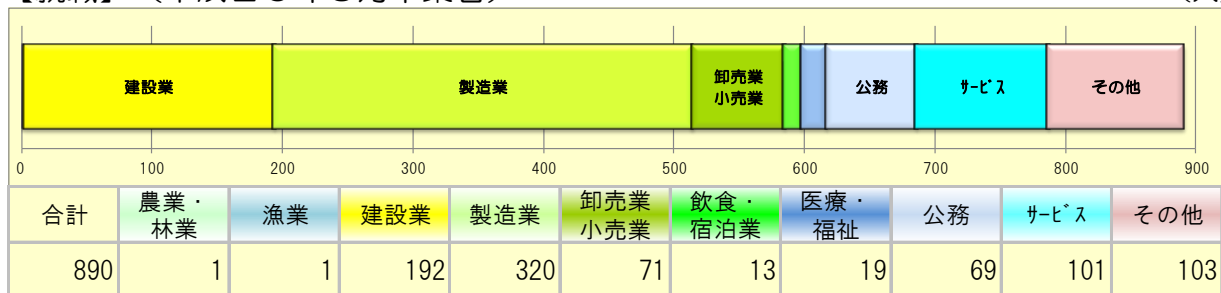 建設業
製造業
卸売業
小売業
公務
ｻｰﾋﾞｽ
その他
0 100 200 300 400 500 600 700 800 900
合計 農業・林業 漁業 建設業 製造業 卸売業小売業 飲食・宿泊業 医療・福祉 公務 ｻｰﾋﾞｽ その他
890 1 1 192 320 71 13 19 69 101 103